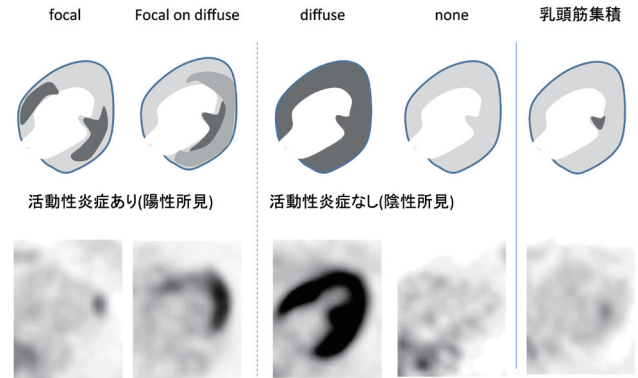 focal
Focal on diffuse
diffuse
none
乳頭筋集積
活動性炎症あり(陽性所見)
活動性炎症なし(陰性所見)